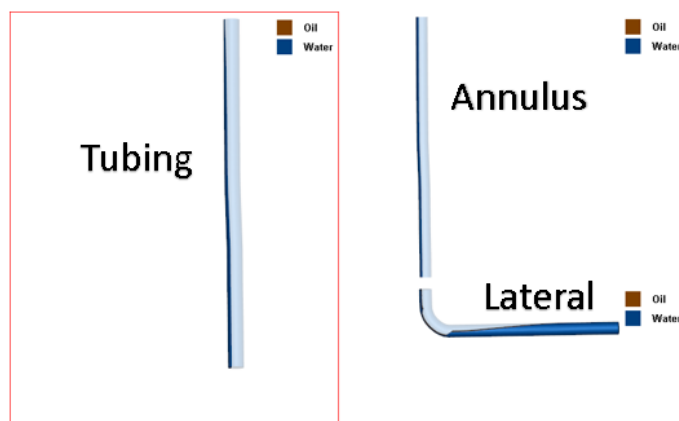 Oil
Water
Tubing
Oil
Water
Annulus
Lateral
Oil
Water